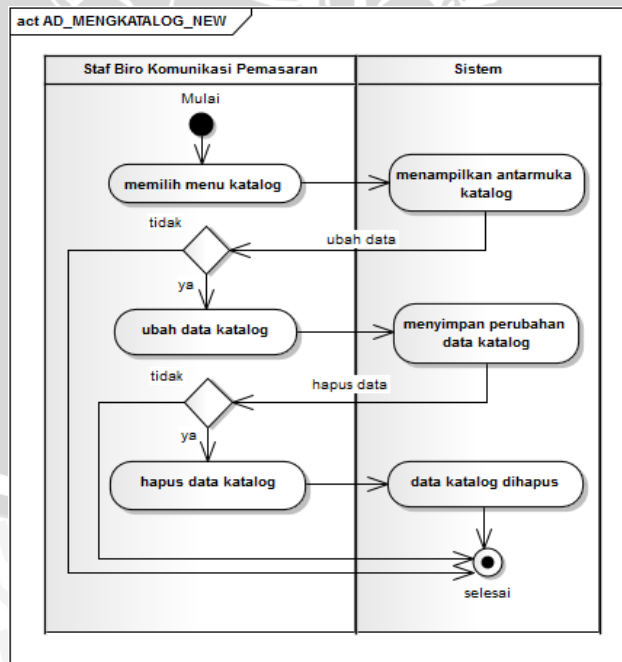 act AD_MENGKATALOG_NEW
Staf Biro Komunikasi Pemasaran
Sistem
Mulai
memilih menu katalog
menampilkan antarmuka
katalog
tidak
ubah data
ya
ubah data katalog
menyimpan perubahan
data katalog
tidak
hapus data
ya
hapus data katalog
data katalog dihapus
selesai